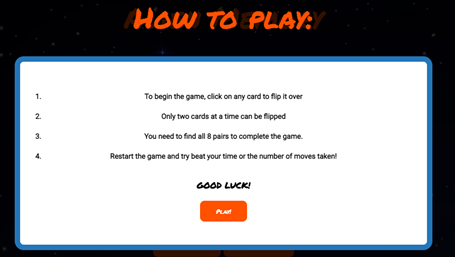 How to play:
1. To begin the game, click on any card to flip it over
2. Only two cards at a time can be flipped
3. You need to find all 8 pairs to complete the game.
4. Restart the game and try beat your time or the number of moves taken!
Good Luck!
Play!